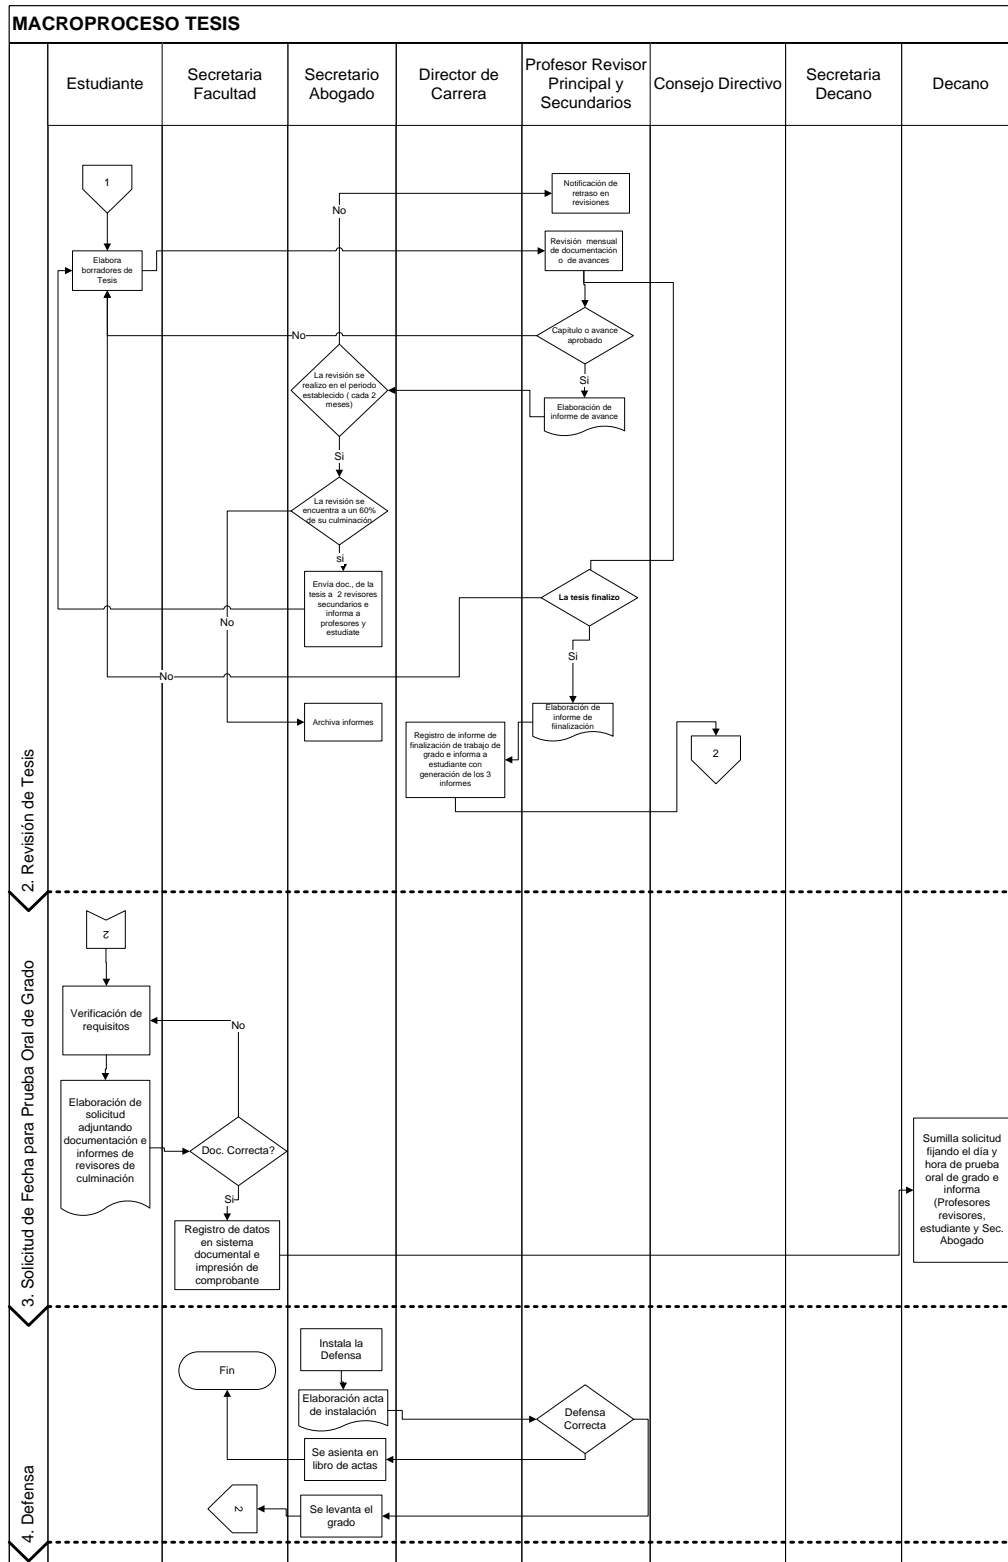 MACROPROCESO TESIS
Estudiante
Secretaria
Facultad
Secretario
Abogado
Director de
Carrera
Profesor Revisor
Principal y
Secundarios
Consejo Directivo
Secretaria
Decano
Decano
2. Revisión de Tesis
1
Notificación de
retraso en
revisiones
No
Elabora
borradores de
Tesis
Revisión mensual
de documentación
o de avances
Capítulo o avance
aprobado
No
Si
La revisión se
realizo en el periodo
establecido ( cada 2
meses)
Elaboración de
informe de avance
Si
La revisión se
encuentra a un 60%
de su culminación
si
Envía doc., de la
tesis a 2 revisores
secundarios e
informa a
profesores y
estudiate
No
La tesis finalizo
Si
No
Archiva informes
Elaboración de
informe de
fiinalización
Registro de informe de
finalización de trabajo de
grado e informa a
estudiante con
generación de los 3
informes
2
3. Solicitud de Fecha para Prueba Oral de Grado
2
Verificación de
requisitos
No
Elaboración de
solicitud
adjuntando
documentación e
informes de
revisores de
culminación
Doc. Correcta?
Si
Registro de datos
en sistema
documental e
impresión de
comprobante
Sumilla solicitud
fijando el día y
hora de prueba
oral de grado e
informa
(Profesores
revisores,
estudiante y Sec.
Abogado
4. Defensa
Instala la
Defensa
Fin
Elaboración acta
de instalación
Defensa
Correcta
Se asienta en
libro de actas
2
Se levanta el
grado